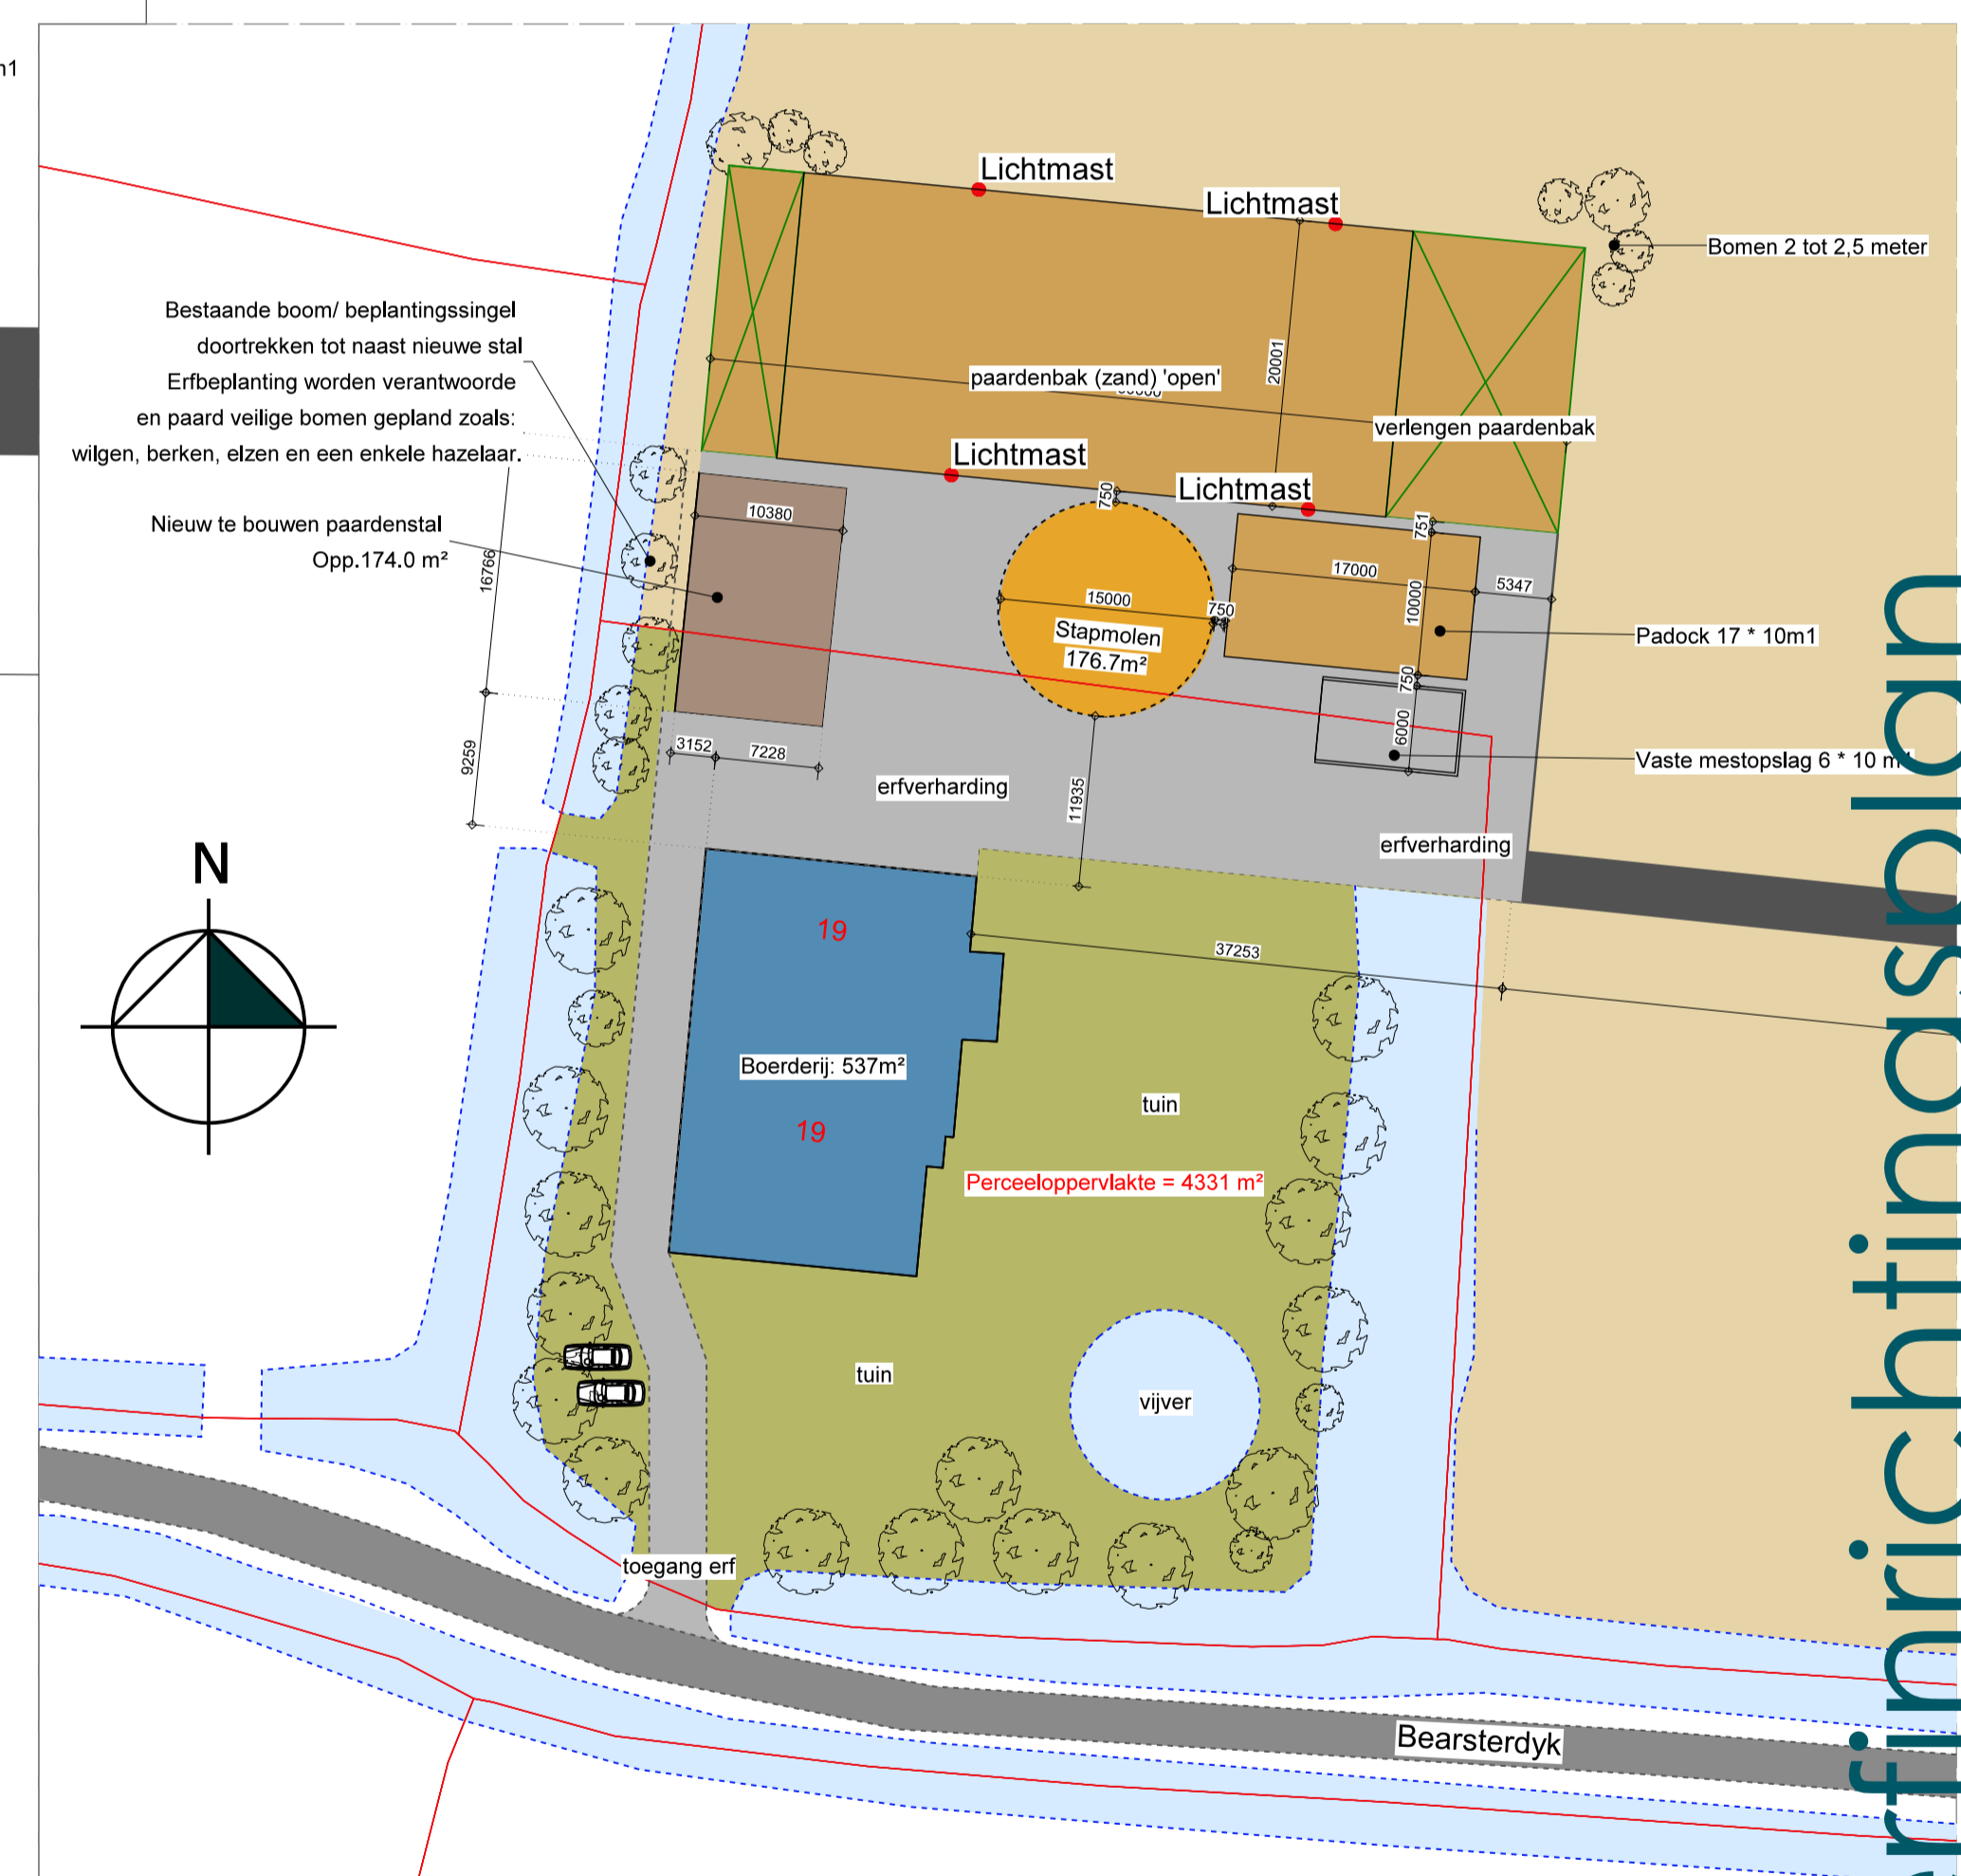 Lichtmast
Lichtmast
Bomen 2 tot 2,5 meter
Bestaande boom/ beplantingssingel
doortrekken tot naast nieuwe stal
Erfbeplanting worden verantwoorde
en paard veilige bomen gepland zoals:
wilgen, berken, elzen en een enkele hazelaar.
20001
paardenbak (zand) 'open'
verlengen paardenbak
Lichtmast
Lichtmast
750
10380
751
Nieuw te bouwen paardenstal
Opp.174.0 m²
16766
17000
5347
10000
15000
750
Stapmolen
176.7m²
Padock 17 * 10m1
750
6000
3152
7228
9259
Vaste mestopslag 6 * 10 m1
erfverharding
11935
erfverharding
N
19
37253
Boerderij: 537m²
tuin
19
Perceeloppervlakte = 4331 m²
tuin
vijver
toegang erf
Bearsterdyk
erfinrichtingsplan